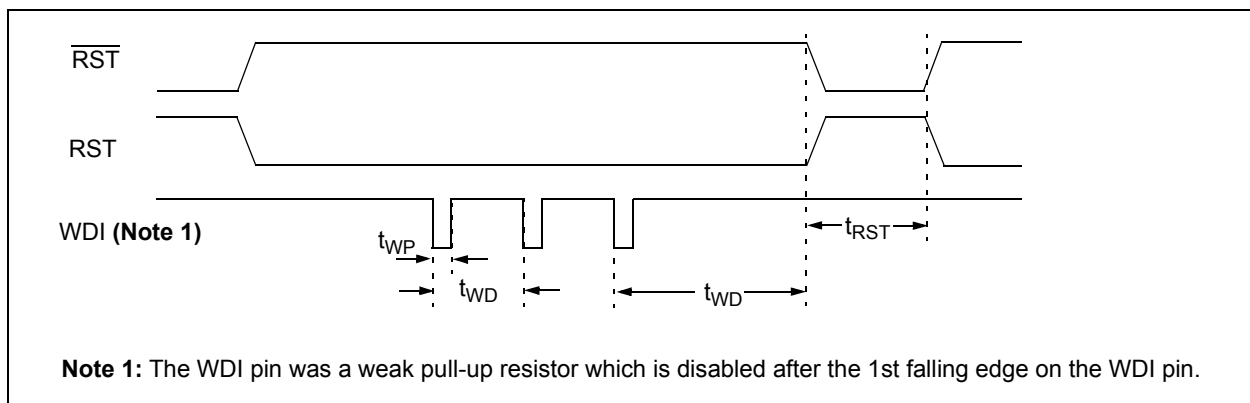 RST
RST
WDI (Note 1)
tWP
tWD
tWD
tRST
Note 1: The WDI pin was a weak pull-up resistor which is disabled after the 1st falling edge on the WDI pin.